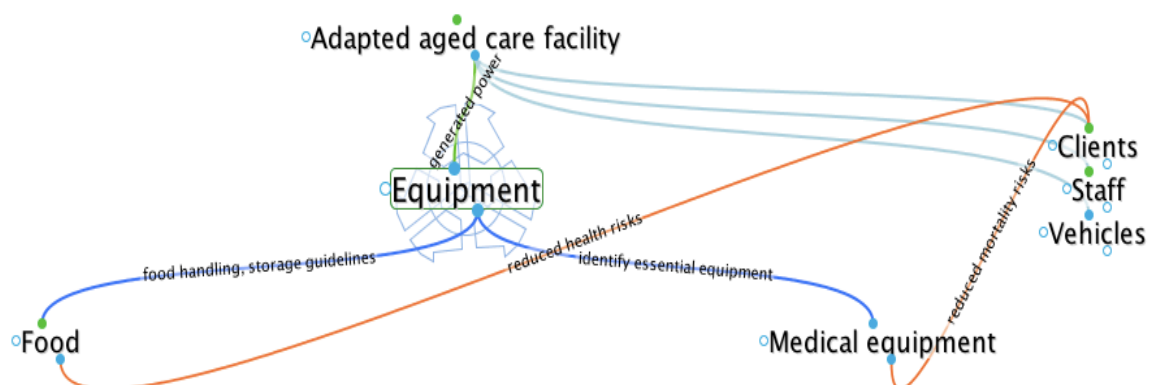 Adapted aged care facility
generated power
Clients
Equipment
Staff
reduced mortality risks
reduced health risks
Vehicles
food handling, storage guidelines
identify essential equipment
Food
Medical equipment